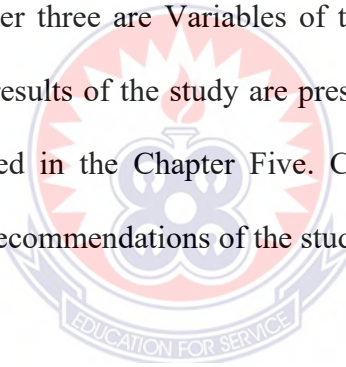 er three are Variables of t
results of the study are pres
ed in the Chapter Five. C
ecommendations of the stud
EDUCATION FOR SERVICE